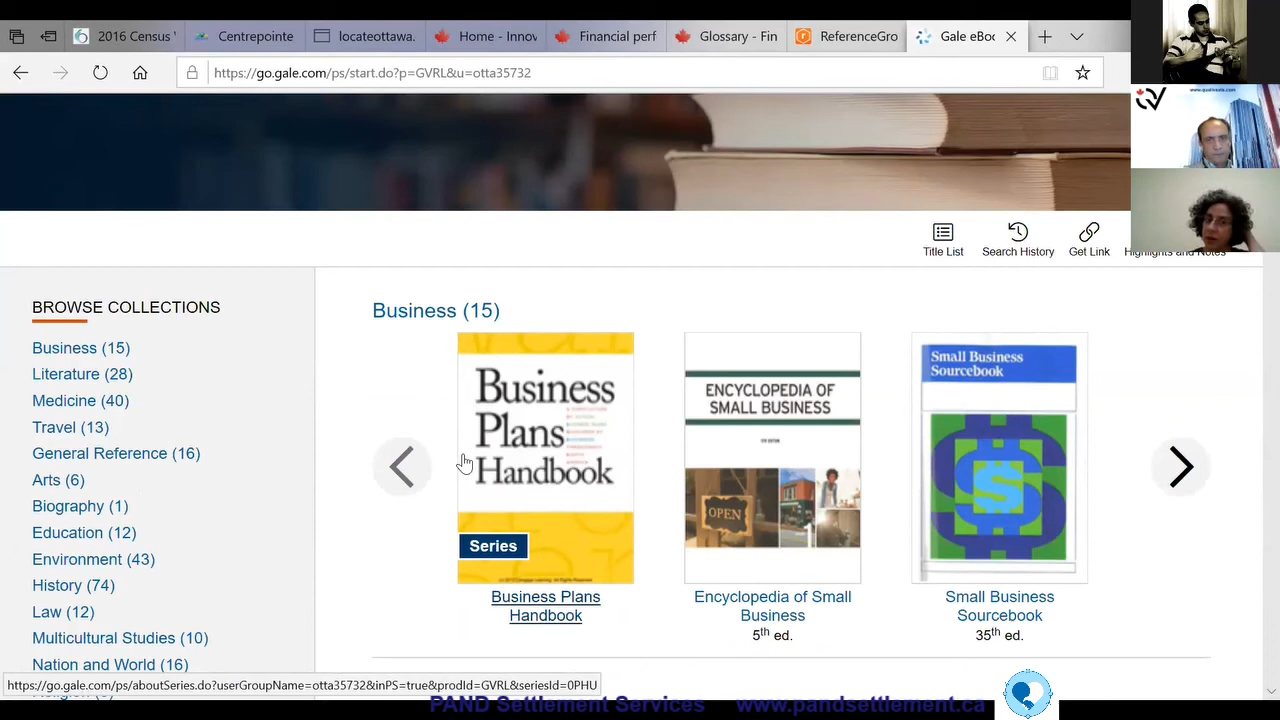 2016 Census
Centrepointe
locateottawa.
Home - Innov
Financial perf
Glossary - Fin
ReferenceGro
Gale eBoo
https://go.gale.com/ps/start.do?p=GVRL&u=otta35732
Title List
Search History
Get Link
Highlights and Notes
BROWSE COLLECTIONS
Business (15)
Literature (28)
Medicine (40)
Travel (13)
General Reference (16)
Arts (6)
Biography (1)
Education (12)
Environment (43)
History (74)
Law (12)
Multicultural Studies (10)
Nation and World (16)
Business (15)
Business
Plans
Handbook
Series
Business Plans
Handbook
ENCYCLOPEDIA OF
SMALL BUSINESS
5TH EDITION
OPEN
Encyclopedia of Small
Business
5th ed.
Small Business
Sourcebook
$
Small Business
Sourcebook
35th ed.
https://go.gale.com/ps/aboutSeries.do?userGroupName=otta35732&inPS=true&prodId=GVRL&seriesId=0PHU
PAND Settlement Services www.pandsettlement.ca